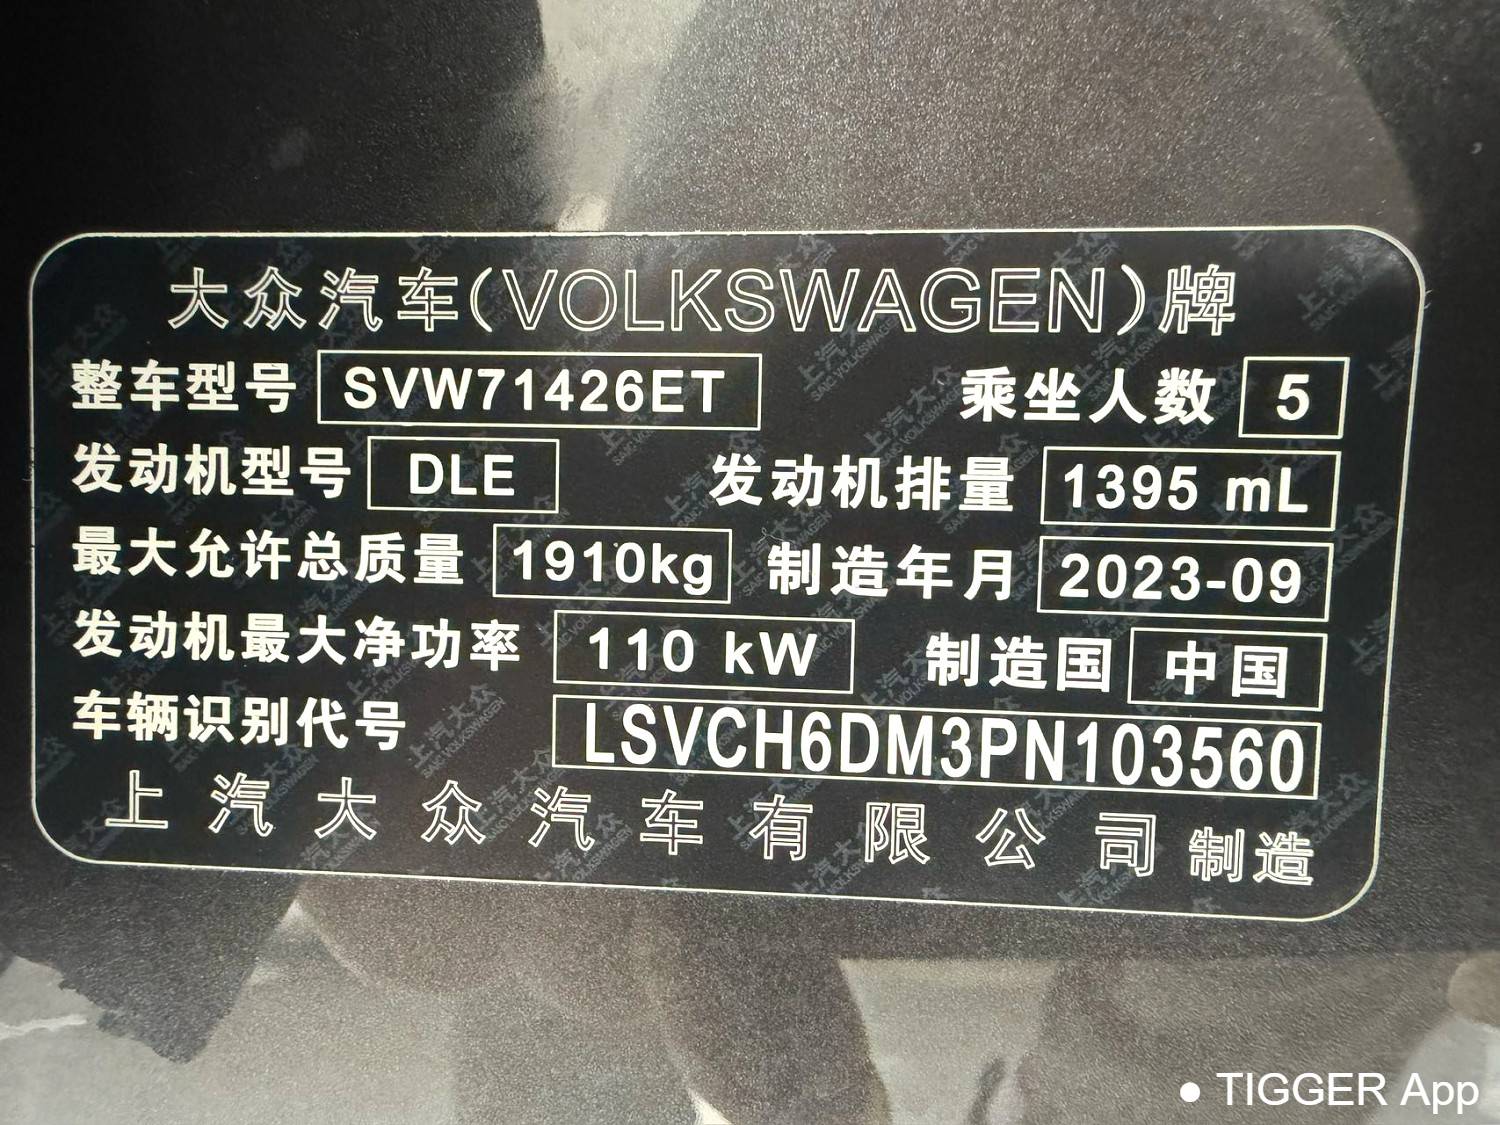 大众汽车(VOLKSWAGEN)牌
整车型号 SVW71426ET 乘坐人数 5
发动机型号 DLE 发动机排量 1395 mL
最大允许总质量 1910kg 制造年月 2023-09
发动机最大净功率 110 kW 制造国 中国
车辆识别代号 LSVCH6DM3PN103560
上汽大众汽车有限公司 制造
● TIGGER App